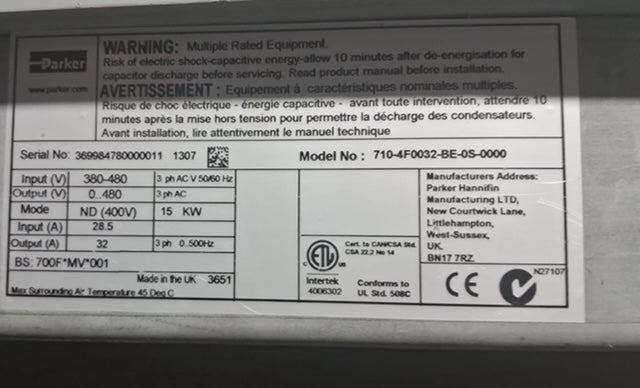 Parker
www.parker.com
WARNING: Multiple Rated Equipment.
Risk of electric shock-capacitive energy-allow 10 minutes after de-energisation for
capacitor discharge before servicing. Read product manual before installation.
AVERTISSEMENT : Equipement à caractéristiques nominales multiples.
Risque de choc électrique - énergie capacitive - avant toute intervention, attendre 10
minutes après la mise hors tension pour permettre la décharge des condensateurs.
Avant installation, lire attentivement le manuel technique
Serial No: 369984780000011 1307
Model No : 710-4F0032-BE-0S-0000
Input (V) 380-480 3 ph AC V 50/60 Hz
Output (V) 0..480 3 ph AC
Mode ND (400V) 15 KW
Input (A) 28.5
Output (A) 32 3 ph 0..500Hz
BS: 700F*MV*001
Made in the UK 3651
Max Surrounding Air Temperature 45 Deg C
ETL
c us
Intertek
4006302
Cert. to CAN/CSA Std.
CSA 22.2 No 14
Conforms to
UL Std. 508C
Manufacturers Address:
Parker Hannifin
Manufacturing LTD,
New Courtwick Lane,
Littlehampton,
West-Sussex,
UK.
BN17 7RZ.
CE
N27107